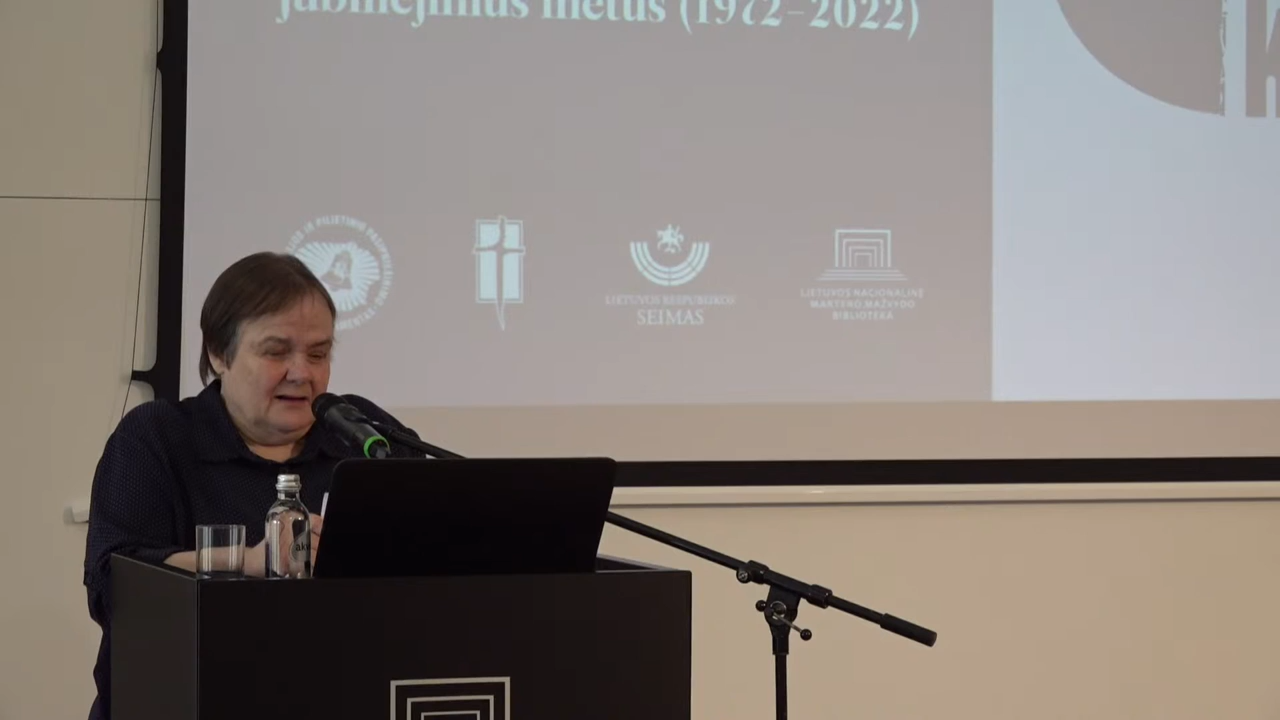 jubiliejinius metus (1972–2022)
LIETUVOS RESPUBLIKOS
SEIMAS
LIETUVOS NACIONALINĖ
MARTYNO MAŽVYDO
BIBLIOTEKA